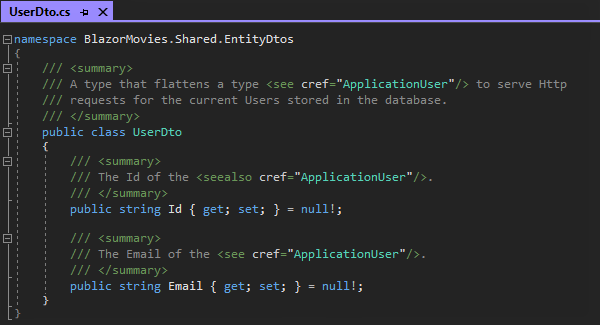 UserDto.cs
namespace BlazorMovies.Shared.EntityDtos
{
/// <summary>
/// A type that flattens a type <see cref="ApplicationUser"/> to serve Http
/// requests for the current Users stored in the database.
/// </summary>
public class UserDto
{
/// <summary>
/// The Id of the <seealso cref="ApplicationUser"/>.
/// </summary>
public string Id { get; set; } = null!;
/// <summary>
/// The Email of the <see cref="ApplicationUser"/>.
/// </summary>
public string Email { get; set; } = null!;
}
}